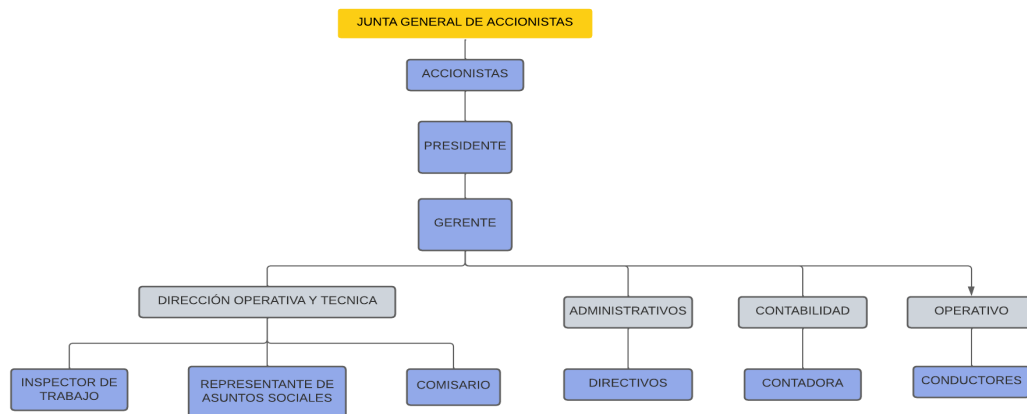 JUNTA GENERAL DE ACCIONISTAS
ACCIONISTAS
PRESIDENTE
GERENTE
DIRECCIÓN OPERATIVA Y TECNICA
ADMINISTRATIVOS
CONTABILIDAD
OPERATIVO
INSPECTOR DE
TRABAJO
REPRESENTANTE DE
ASUNTOS SOCIALES
COMISARIO
DIRECTIVOS
CONTADORA
CONDUCTORES